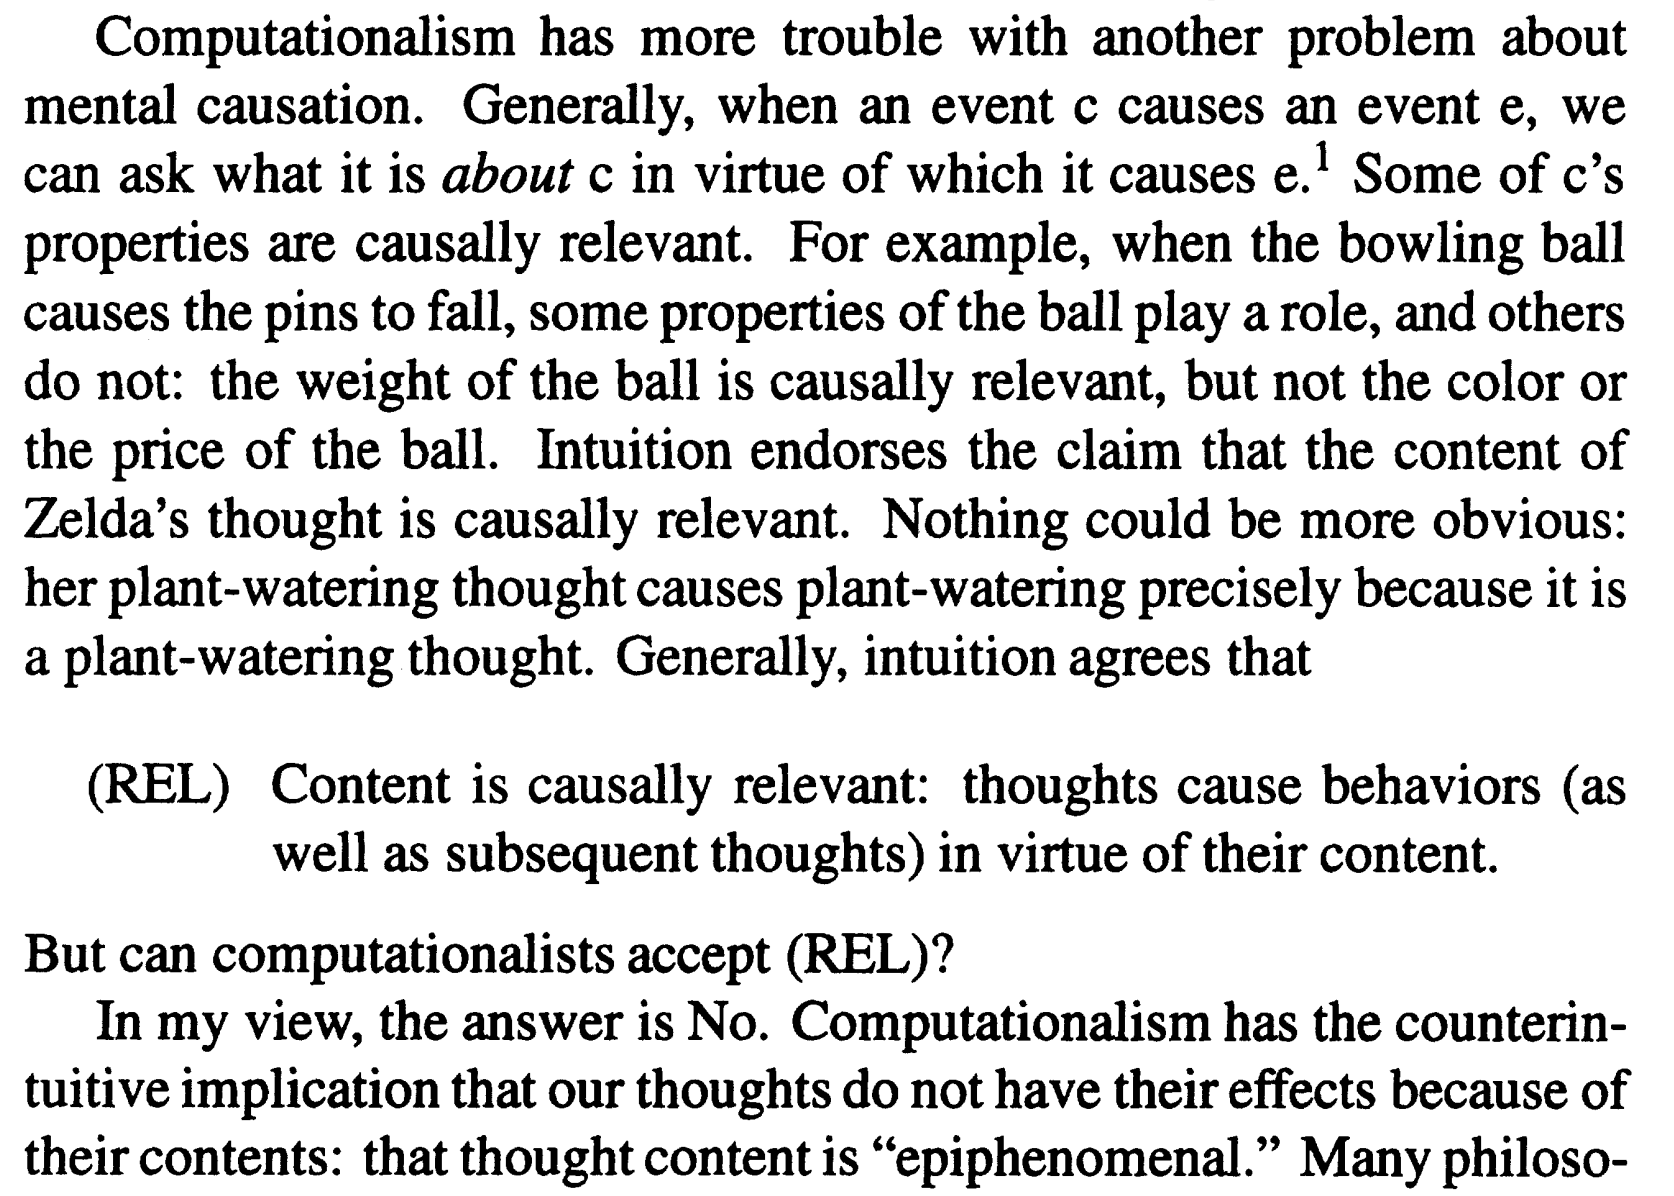 Computationalism has more trouble with another problem about
mental causation. Generally, when an event c causes an event e, we
can ask what it is about c in virtue of which it causes e.1 Some of c's
properties are causally relevant. For example, when the bowling ball
causes the pins to fall, some properties of the ball play a role, and others
do not: the weight of the ball is causally relevant, but not the color or
the price of the ball. Intuition endorses the claim that the content of
Zelda's thought is causally relevant. Nothing could be more obvious:
her plant-watering thought causes plant-watering precisely because it is
a plant-watering thought. Generally, intuition agrees that
(REL) Content is causally relevant: thoughts cause behaviors (as
well as subsequent thoughts) in virtue of their content.
But can computationalists accept (REL)?
In my view, the answer is No. Computationalism has the counterin-
tuitive implication that our thoughts do not have their effects because of
their contents: that thought content is “epiphenomenal.” Many philoso-